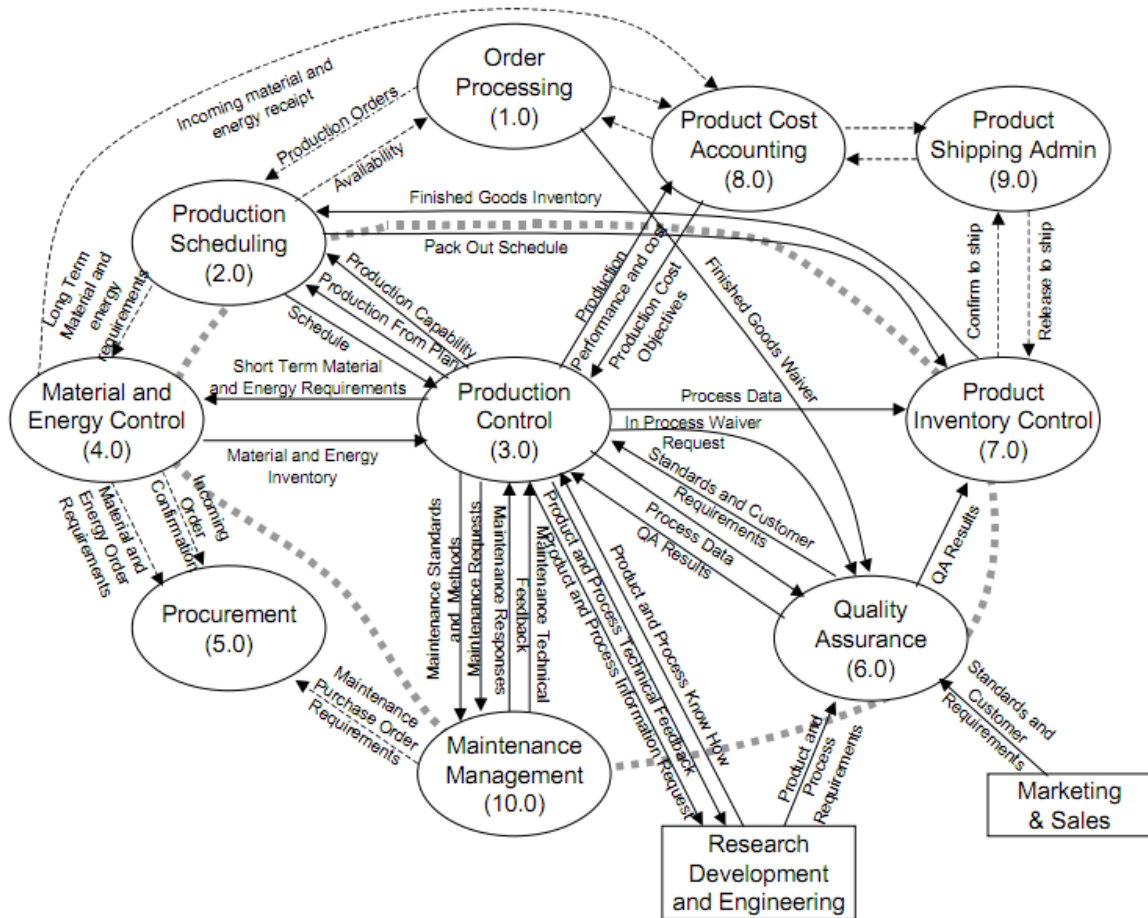 Order
Processing
(1.0)
Incoming material and
energy receipt
Production Orders
Availability
Product Cost
Accounting
(8.0)
Product
Shipping Admin
(9.0)
Production
Scheduling
(2.0)
Finished Goods Inventory
Pack Out Schedule
Long Term
Material and
energy
requirements
Production Capability
Production From Plan
Schedule
Production
Performance and cost
Production Cost
Objectives
Finished Goods Waiver
Confirm to ship
Release to ship
Material and
Energy Control
(4.0)
Short Term Material
and Energy Requirements
Material and Energy
Inventory
Production
Control
(3.0)
Process Data
In Process Waiver
Request
Product
Inventory Control
(7.0)
Standards and Customer
Requirements
Process Data
QA Results
QA Results
Incoming
Order
Confirmation
Material and
Energy Order
Requirements
Maintenance Standards
and Methods
Maintenance Requests
Maintenance Responses
Feedback
Maintenance Technical
Product and Process Know How
Product and Process Technical Feedback
Product and Process Information Request
Procurement
(5.0)
Quality
Assurance
(6.0)
Maintenance
Purchase Order
Requirements
Maintenance
Management
(10.0)
Product and
Process
Requirements
Standards and
Customer
Requirements
Marketing
& Sales
Research
Development
and Engineering